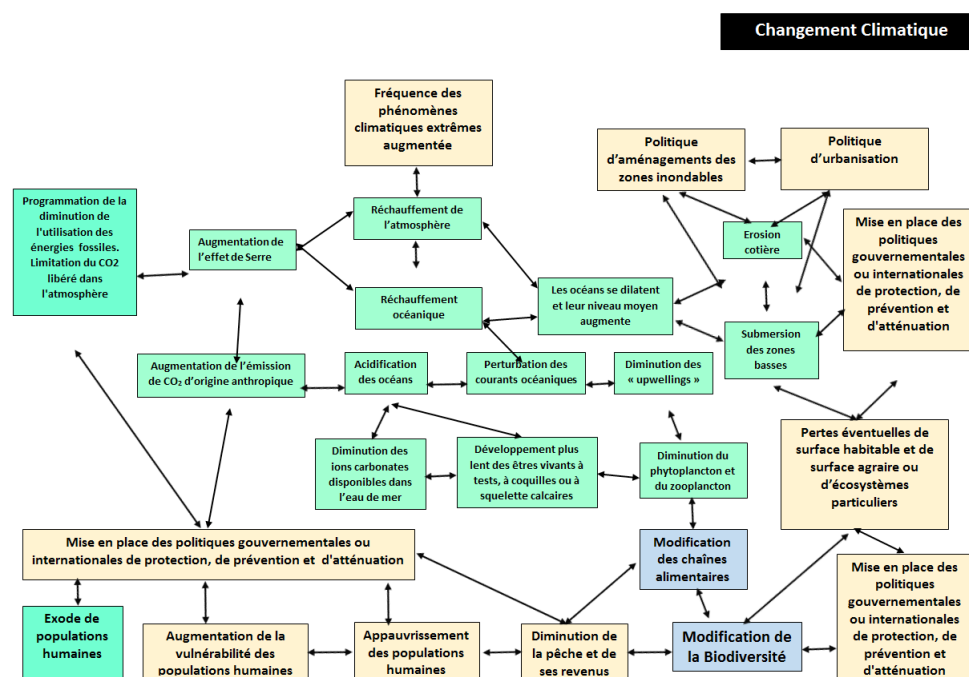 Changement Climatique
Fréquence des
phénomènes
climatiques extrêmes
augmentée
Politique
d'aménagements des
zones inondables
Politique
d'urbanisation
Programmation de la
diminution de
l'utilisation des
énergies fossiles.
Limitation du CO2
libéré dans
l'atmosphère
Augmentation de
l'effet de Serre
Réchauffement de
l'atmosphère
Erosion
côtière
Mise en place des
politiques
gouvernementales
ou internationales
de protection, de
prévention et
d'atténuation
Réchauffement
océanique
Les océans se dilatent
et leur niveau moyen
augmente
Submersion
des zones
basses
Augmentation de l'émission
de CO₂ d'origine anthropique
Acidification
des océans
Perturbation des
courants océaniques
Diminution des
« upwellings »
Diminution des
ions carbonates
disponibles dans
l'eau de mer
Développement plus
lent des êtres vivants à
tests, à coquilles ou à
squelette calcaires
Diminution du
phytoplancton et
du zooplancton
Pertes éventuelles de
surface habitable et de
surface agraire ou
d'écosystèmes
particuliers
Mise en place des politiques gouvernementales ou
internationales de protection, de prévention et d'atténuation
Modification
des chaînes
alimentaires
Mise en place des
politiques
gouvernementales
ou internationales
de protection, de
prévention et
d'atténuation
Exode de
populations
humaines
Augmentation de la
vulnérabilité des
populations humaines
Appauvrissement
des populations
humaines
Diminution de
la pêche et de
ses revenus
Modification de
la Biodiversité